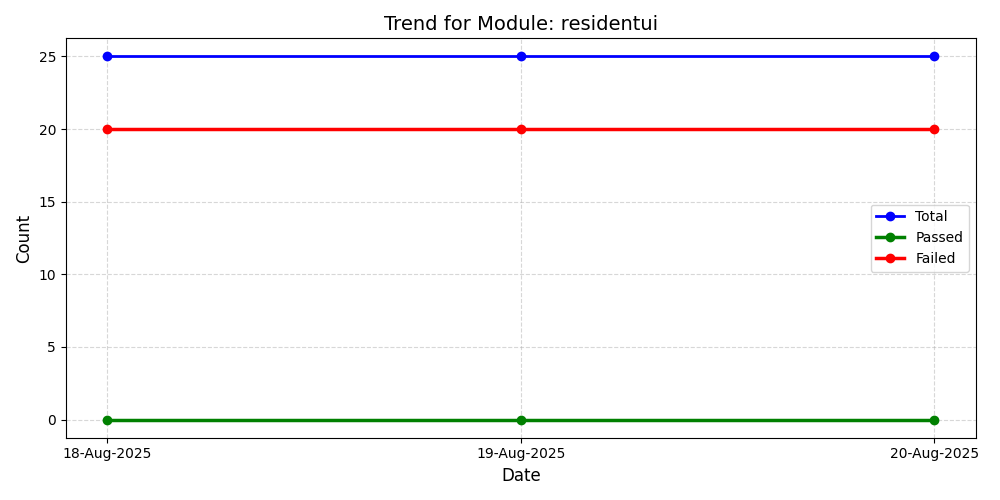 Trend for Module: residentui
Count
25
20
15
10
5
0
Total
Passed
Failed
18-Aug-2025
19-Aug-2025
20-Aug-2025
Date